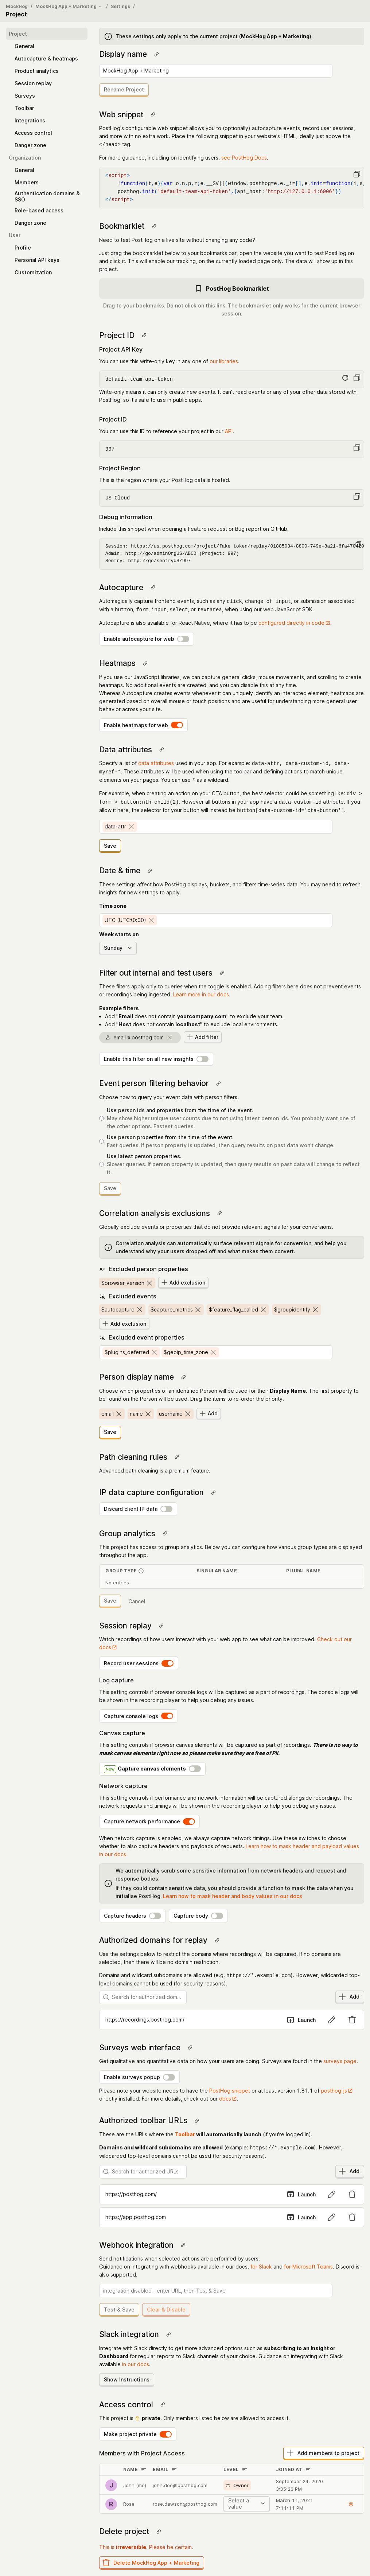 MockHog / MockHog App + Marketing / Settings /
Project
Project
General
Autocapture & heatmaps
Product analytics
Session replay
Surveys
Toolbar
Integrations
Access control
Danger zone
Organization
General
Members
Authentication domains &
SSO
Role-based access
Danger zone
User
Profile
Personal API keys
Customization
These settings only apply to the current project (MockHog App + Marketing).
Display name
MockHog App + Marketing
Rename Project
Web snippet
PostHog's configurable web snippet allows you to (optionally) autocapture events, record user sessions,
and more with no extra work. Place the following snippet in your website's HTML, ideally just above the
</head> tag.
For more guidance, including on identifying users, see PostHog Docs.
<script>
!function(t,e){var o,n,p,r;e.__SV||(window.posthog=e,e._i=[],e.init=function(i,s,
posthog.init('default-team-api-token',{api_host:'http://127.0.0.1:8006'})
</script>
Bookmarklet
Need to test PostHog on a live site without changing any code?
Just drag the bookmarklet below to your bookmarks bar, open the website you want to test PostHog on
and click it. This will enable our tracking, on the currently loaded page only. The data will show up in this
project.
PostHog Bookmarklet
Drag to your bookmarks. Do not click on this link. The bookmarklet only works for the current browser
session.
Project ID
Project API Key
You can use this write-only key in any one of our libraries.
default-team-api-token
Write-only means it can only create new events. It can't read events or any of your other data stored with
PostHog, so it's safe to use in public apps.
Project ID
You can use this ID to reference your project in our API.
997
Project Region
This is the region where your PostHog data is hosted.
US Cloud
Debug information
Include this snippet when opening a Feature request or Bug report on GitHub.
Admin: http://go/adminOrgUS/ABCD (Project: 997)
Sentry: http://go/sentryUS/997
Autocapture
Automagically capture frontend events, such as any click, change of input, or submission associated
with a button, form, input, select, or textarea, when using our web JavaScript SDK.
Autocapture is also available for React Native, where it has to be configured directly in code.
Enable autocapture for web
Heatmaps
If you use our JavaScript libraries, we can capture general clicks, mouse movements, and scrolling to create
heatmaps. No additional events are created, and you can disable this at any time.
Whereas Autocapture creates events whenever it can uniquely identify an interacted element, heatmaps are
generated based on overall mouse or touch positions and are useful for understanding more general user
behavior across your site.
Enable heatmaps for web
Data attributes
Specify a list of data attributes used in your app. For example: data-attr, data-custom-id, data-
myref-*. These attributes will be used when using the toolbar and defining actions to match unique
elements on your pages. You can use * as a wildcard.
For example, when creating an action on your CTA button, the best selector could be something like: div >
form > button:nth-child(2). However all buttons in your app have a data-custom-id attribute. If you
allow it here, the selector for your button will instead be button[data-custom-id='cta-button'].
data-attr
Save
Date & time
These settings affect how PostHog displays, buckets, and filters time-series data. You may need to refresh
insights for new settings to apply.
Time zone
UTC (UTC±0:00)
Week starts on
Sunday
Filter out internal and test users
These filters apply only to queries when the toggle is enabled. Adding filters here does not prevent events
or recordings being ingested. Learn more in our docs.
Example filters
Add "Email does not contain yourcompany.com" to exclude your team.
Add "Host does not contain localhost" to exclude local environments.
email ∌ posthog.com
Add filter
Enable this filter on all new insights
Event person filtering behavior
Choose how to query your event data with person filters.
Use person ids and properties from the time of the event.
May show higher unique user counts due to not using latest person ids. You probably want one of
the other options. Fastest queries.
Use person properties from the time of the event.
Fast queries. If person property is updated, then query results on past data won't change.
Use latest person properties.
Slower queries. If person property is updated, then query results on past data will change to reflect
it.
Save
Correlation analysis exclusions
Globally exclude events or properties that do not provide relevant signals for your conversions.
Correlation analysis can automatically surface relevant signals for conversion, and help you
understand why your users dropped off and what makes them convert.
Excluded person properties
$browser_version
Add exclusion
Excluded events
$autocapture $capture_metrics $feature_flag_called $groupidentify
Add exclusion
Excluded event properties
$plugins_deferred $geoip_time_zone
Person display name
Choose which properties of an identified Person will be used for their Display Name. The first property to
be found on the Person will be used. Drag the items to re-order the priority.
email name username Add
Save
Path cleaning rules
Advanced path cleaning is a premium feature.
IP data capture configuration
Discard client IP data
Group analytics
This project has access to group analytics. Below you can configure how various group types are displayed
throughout the app.
GROUP TYPE SINGULAR NAME PLURAL NAME
No entries
Save Cancel
Session replay
Watch recordings of how users interact with your web app to see what can be improved. Check out our
docs
Record user sessions
Log capture
This setting controls if browser console logs will be captured as a part of recordings. The console logs will
be shown in the recording player to help you debug any issues.
Capture console logs
Canvas capture
This setting controls if browser canvas elements will be captured as part of recordings. There is no way to
mask canvas elements right now so please make sure they are free of PII.
New Capture canvas elements
Network capture
This setting controls if performance and network information will be captured alongside recordings. The
network requests and timings will be shown in the recording player to help you debug any issues.
Capture network performance
When network capture is enabled, we always capture network timings. Use these switches to choose
whether to also capture headers and payloads of requests. Learn how to mask header and payload values
in our docs
We automatically scrub some sensitive information from network headers and request and
response bodies.
If they could contain sensitive data, you should provide a function to mask the data when you
initialise PostHog. Learn how to mask header and body values in our docs
Capture headers Capture body
Authorized domains for replay
Use the settings below to restrict the domains where recordings will be captured. If no domains are
selected, then there will be no domain restriction.
Domains and wildcard subdomains are allowed (e.g. https://*.example.com). However, wildcarded top-
level domains cannot be used (for security reasons).
Search for authorized dom...
Add
https://recordings.posthog.com/
Launch
Surveys web interface
Get qualitative and quantitative data on how your users are doing. Surveys are found in the surveys page.
Enable surveys popup
Please note your website needs to have the PostHog snippet or at least version 1.81.1 of posthog-js
directly installed. For more details, check out our docs.
Authorized toolbar URLs
These are the URLs where the Toolbar will automatically launch (if you're logged in).
Domains and wildcard subdomains are allowed (example: https://*.example.com). However,
wildcarded top-level domains cannot be used (for security reasons).
Search for authorized URLs
Add
https://posthog.com/
Launch
https://app.posthog.com
Launch
Webhook integration
Send notifications when selected actions are performed by users.
Guidance on integrating with webhooks available in our docs, for Slack and for Microsoft Teams. Discord is
also supported.
integration disabled - enter URL, then Test & Save
Test & Save Clear & Disable
Slack integration
Integrate with Slack directly to get more advanced options such as subscribing to an Insight or
Dashboard for regular reports to Slack channels of your choice. Guidance on integrating with Slack
available in our docs.
Show Instructions
Access control
This project is private. Only members listed below are allowed to access it.
Make project private
Members with Project Access
Add members to project
NAME EMAIL LEVEL JOINED AT
J John (me) john.doe@posthog.com Owner September 24, 2020
3:05:26 PM
R Rose rose.dawson@posthog.com Select a
value
March 11, 2021
7:11:11 PM
Delete project
This is irreversible. Please be certain.
Delete MockHog App + Marketing